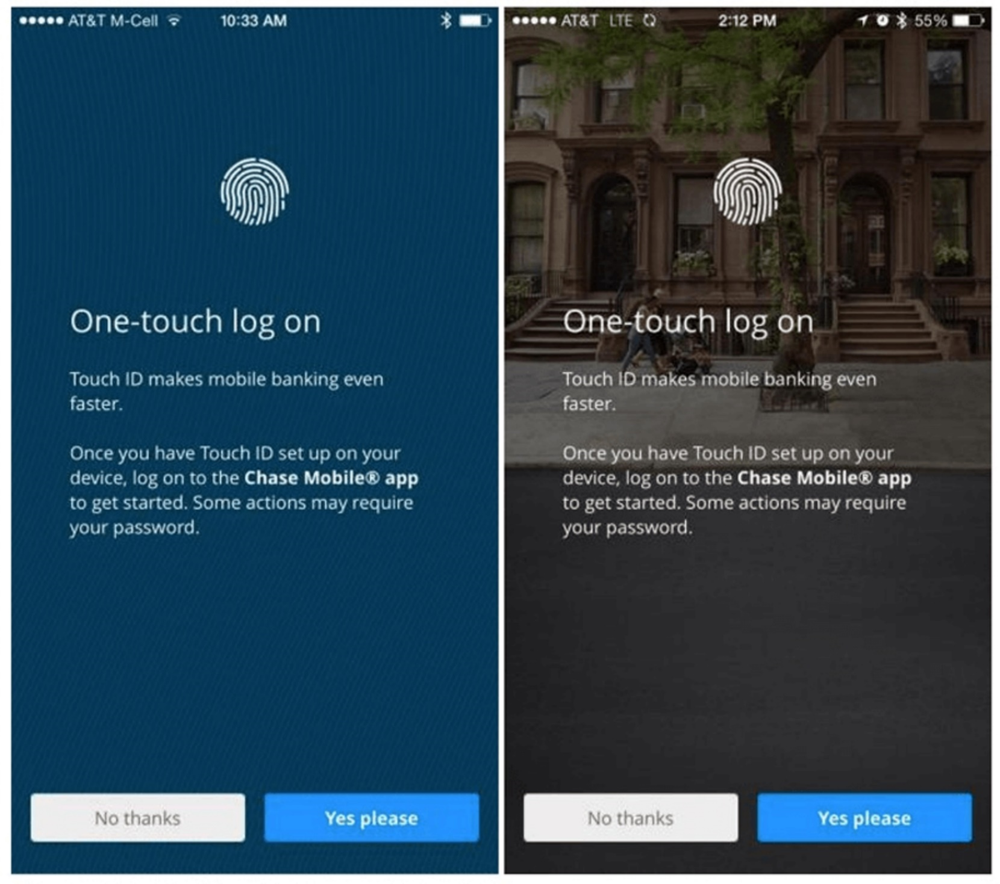 AT&T M-Cell 10:33 AM
One-touch log on
Touch ID makes mobile banking even
faster.
Once you have Touch ID set up on your
device, log on to the Chase Mobile® app
to get started. Some actions may require
your password.
No thanks
Yes please
AT&T LTE 2:12 PM 55%
One-touch log on
Touch ID makes mobile banking even
faster.
Once you have Touch ID set up on your
device, log on to the Chase Mobile® app
to get started. Some actions may require
your password.
No thanks
Yes please